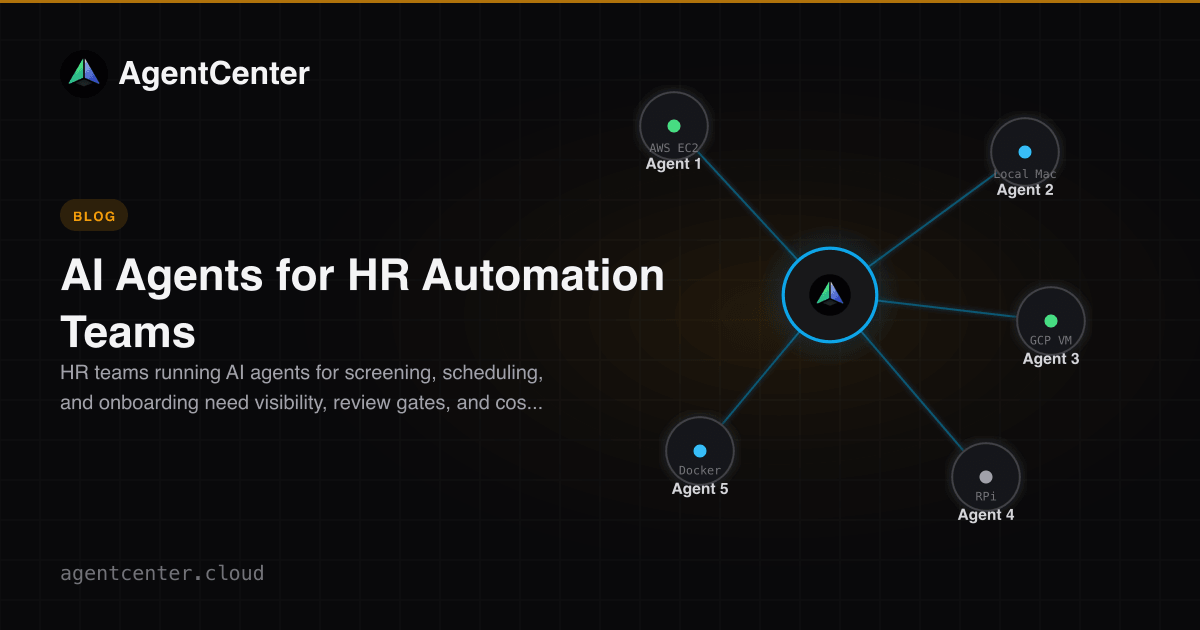 AgentCenter
BLOG
AI Agents for HR Automation
Teams
HR teams running AI agents for screening, scheduling,
and onboarding need visibility, review gates, and cos...
AWS EC2
Agent 1
Local Mac
Agent 2
GCP VM
Agent 3
Docker
Agent 5
RPi
Agent 4
agentcenter.cloud